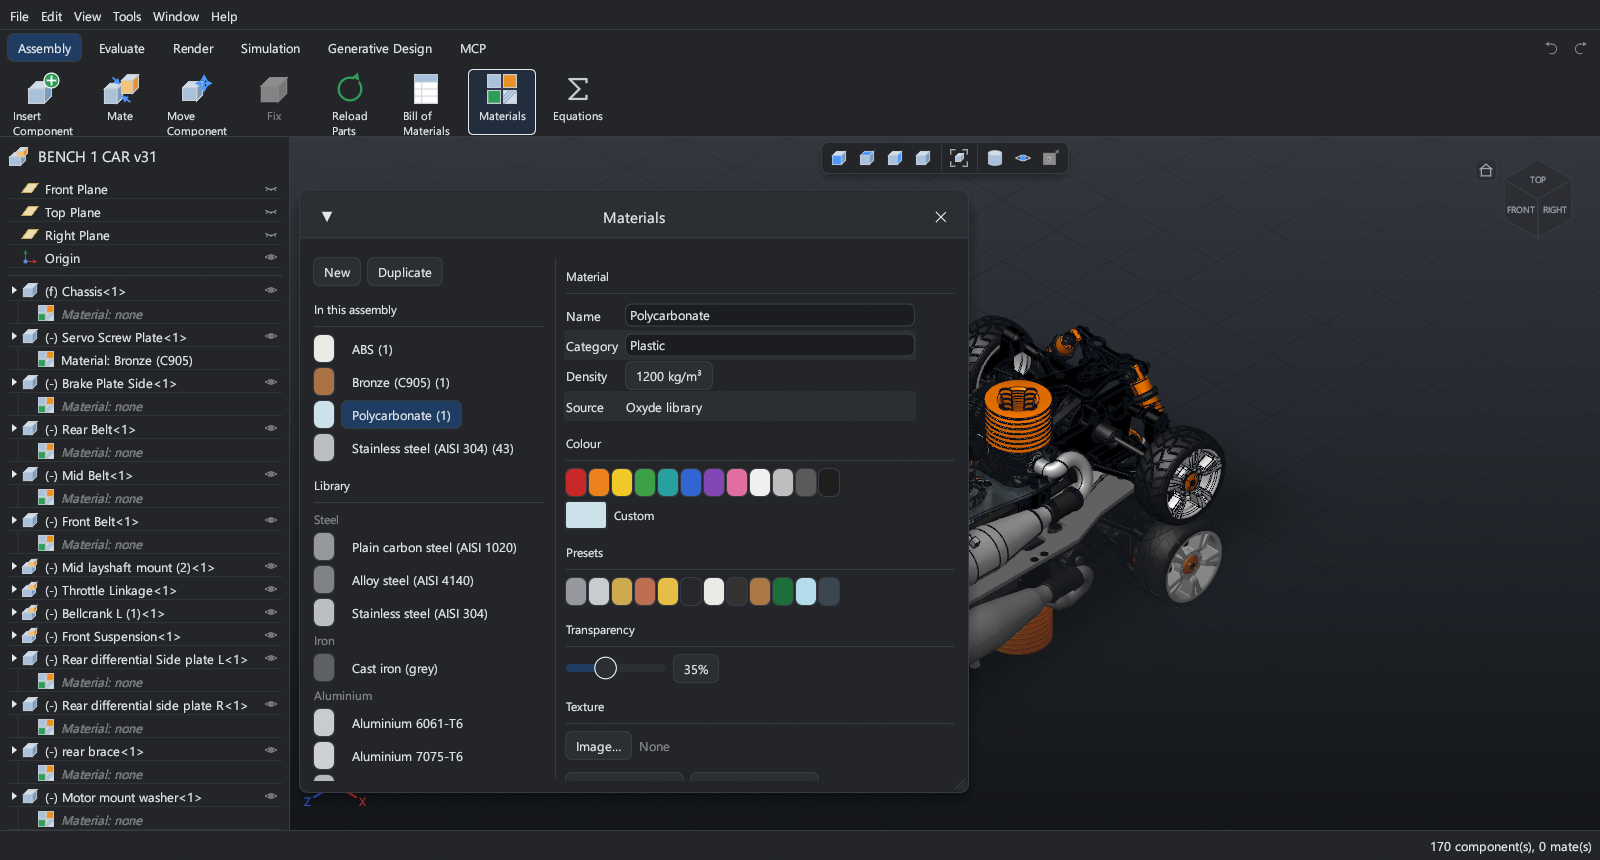 File Edit View Tools Window Help
Assembly Evaluate Render Simulation Generative Design MCP
Insert Component Mate Move Component Fix Reload Parts Bill of Materials Materials Equations
BENCH 1 CAR v31
Front Plane
Top Plane
Right Plane
Origin
(f) Chassis<1>
Material: none
(-) Servo Screw Plate<1>
Material: Bronze (C905)
(-) Brake Plate Side<1>
Material: none
(-) Rear Belt<1>
Material: none
(-) Mid Belt<1>
Material: none
(-) Front Belt<1>
Material: none
(-) Mid layshaft mount (2)<1>
(-) Throttle Linkage<1>
(-) Bellcrank L (1)<1>
(-) Front Suspension<1>
(-) Rear differential Side plate L<1>
Material: none
(-) Rear differential side plate R<1>
Material: none
(-) rear brace<1>
Material: none
(-) Motor mount washer<1>
Material: none
Materials
New Duplicate
In this assembly
ABS (1)
Bronze (C905) (1)
Polycarbonate (1)
Stainless steel (AISI 304) (43)
Library
Steel
Plain carbon steel (AISI 1020)
Alloy steel (AISI 4140)
Stainless steel (AISI 304)
Iron
Cast iron (grey)
Aluminium
Aluminium 6061-T6
Aluminium 7075-T6
Material
Name Polycarbonate
Category Plastic
Density 1200 kg/m³
Source Oxyde library
Colour
Custom
Presets
Transparency
35%
Texture
Image... None
TOP
FRONT RIGHT
Z X
170 component(s), 0 mate(s)